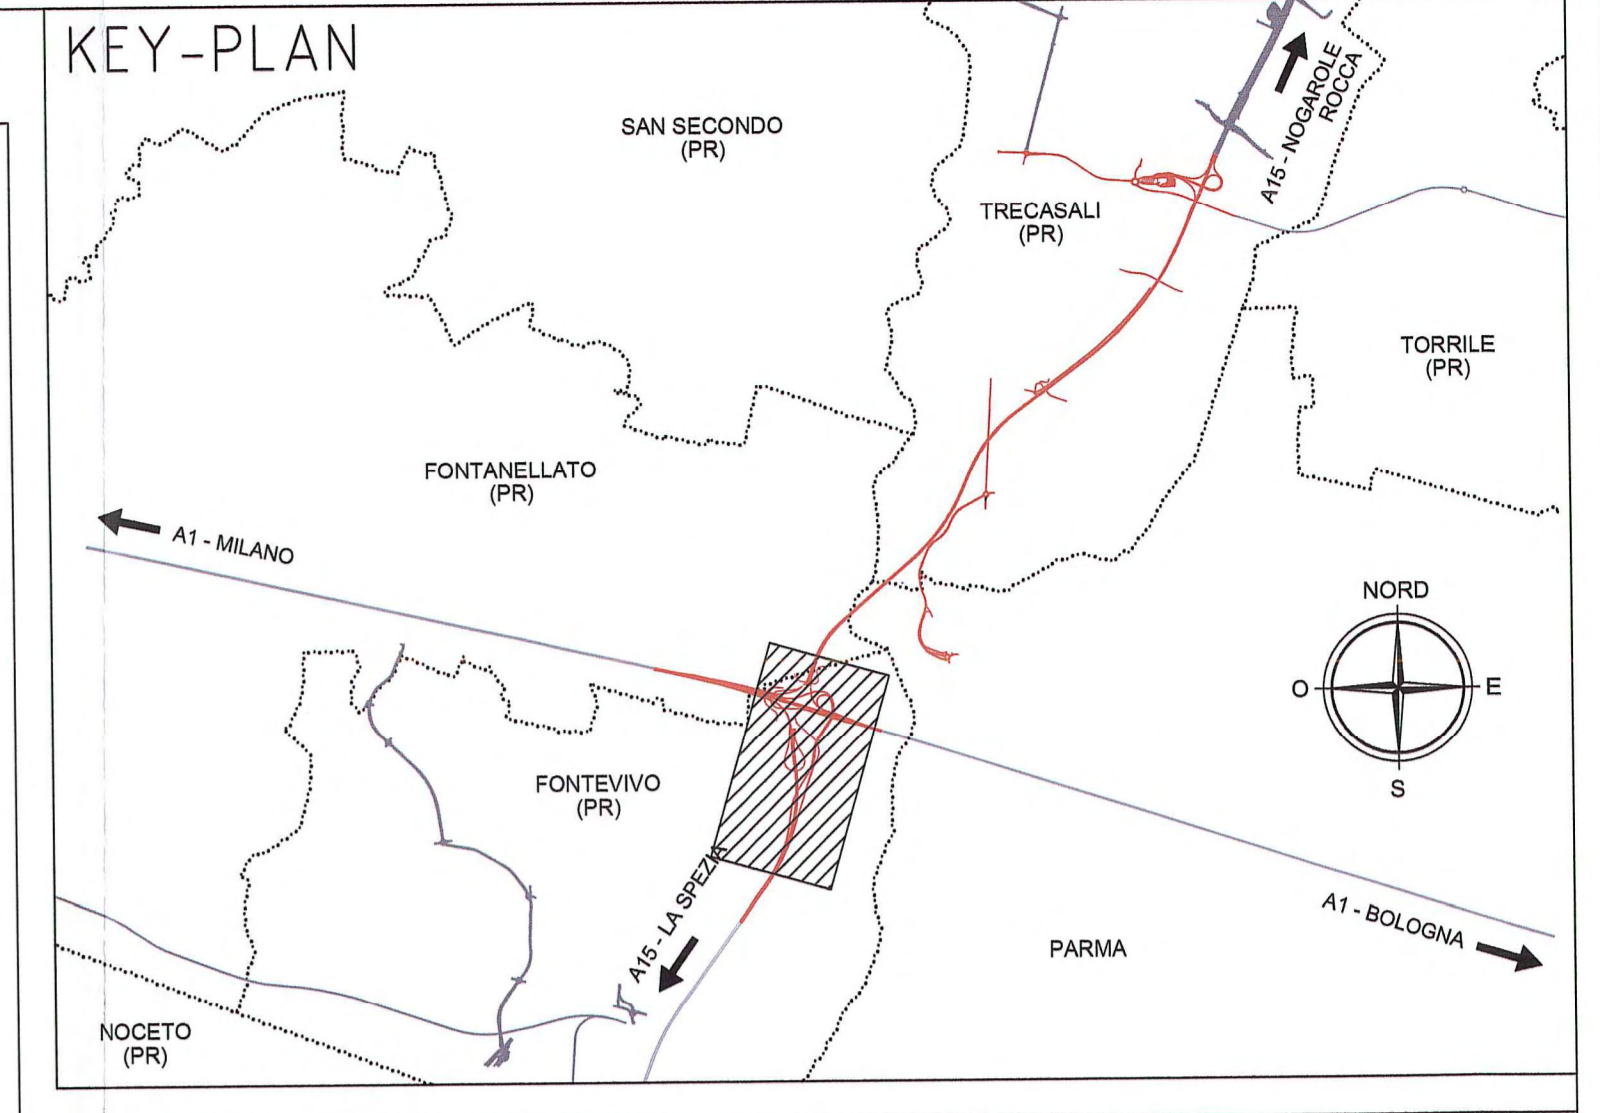 KEY-PLAN
SAN SECONDO
(PR)
A15 - NOGAROLE
ROCCA
TRECASALI
(PR)
TORRILE
(PR)
FONTANELLATO
(PR)
A1 - MILANO
NORD
O
E
S
FONTEVIVO
(PR)
A15 - LA SPEZIA
A1 - BOLOGNA
PARMA
NOCETO
(PR)